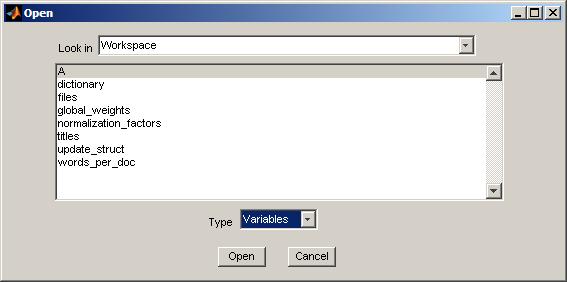 Open
Look in Workspace
A
dictionary
files
global_weights
normalization_factors
titles
update_struct
words_per_doc
Type Variables
Open Cancel